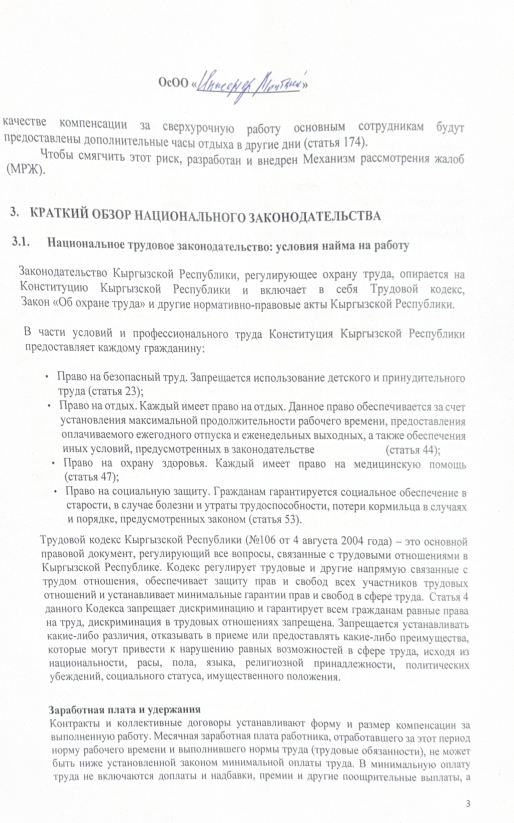 ОсОО « »
качестве компенсации за сверхурочную работу основным сотрудникам будут
предоставлены дополнительные часы отдыха в другие дни (статья 174).
Чтобы смягчить этот риск, разработан и внедрен Механизм рассмотрения жалоб
(МРЖ).
3. КРАТКИЙ ОБЗОР НАЦИОНАЛЬНОГО ЗАКОНОДАТЕЛЬСТВА
3.1. Национальное трудовое законодательство: условия найма на работу
Законодательство Кыргызской Республики, регулирующее охрану труда, опирается на
Конституцию Кыргызской Республики и включает в себя Трудовой кодекс,
Закон «Об охране труда» и другие нормативно-правовые акты Кыргызской Республики.
В части условий и профессионального труда Конституция Кыргызской Республики
предоставляет каждому гражданину:
• Право на безопасный труд. Запрещается использование детского и принудительного
труда (статья 23);
• Право на отдых. Каждый имеет право на отдых. Данное право обеспечивается за счет
установления максимальной продолжительности рабочего времени, предоставления
оплачиваемого ежегодного отпуска и еженедельных выходных, а также обеспечения
иных условий, предусмотренных в законодательстве (статья 44);
• Право на охрану здоровья. Каждый имеет право на медицинскую помощь
(статья 47);
• Право на социальную защиту. Гражданам гарантируется социальное обеспечение в
старости, в случае болезни и утраты трудоспособности, потери кормильца в случаях
и порядке, предусмотренных законом (статья 53).
Трудовой кодекс Кыргызской Республики (№106 от 4 августа 2004 года) – это основной
правовой документ, регулирующий все вопросы, связанные с трудовыми отношениями в
Кыргызской Республике. Кодекс регулирует трудовые и другие напрямую связанные с
трудом отношения, обеспечивает защиту прав и свобод всех участников трудовых
отношений и устанавливает минимальные гарантии прав и свобод в сфере труда. Статья 4
данного Кодекса запрещает дискриминацию и гарантирует всем гражданам равные права
на труд, дискриминация в трудовых отношениях запрещена. Запрещается устанавливать
какие-либо различия, отказывать в приеме или предоставлять какие-либо преимущества,
которые могут привести к нарушению равных возможностей в сфере труда, исходя из
национальности, расы, пола, языка, религиозной принадлежности, политических
убеждений, социального статуса, имущественного положения.
Заработная плата и удержания
Контракты и коллективные договоры устанавливают форму и размер компенсации за
выполненную работу. Месячная заработная плата работника, отработавшего за этот период
норму рабочего времени и выполнившего нормы труда (трудовые обязанности), не может
быть ниже установленной законом минимальной оплаты труда. В минимальную оплату
труда не включаются доплаты и надбавки, премии и другие поощрительные выплаты, а
3